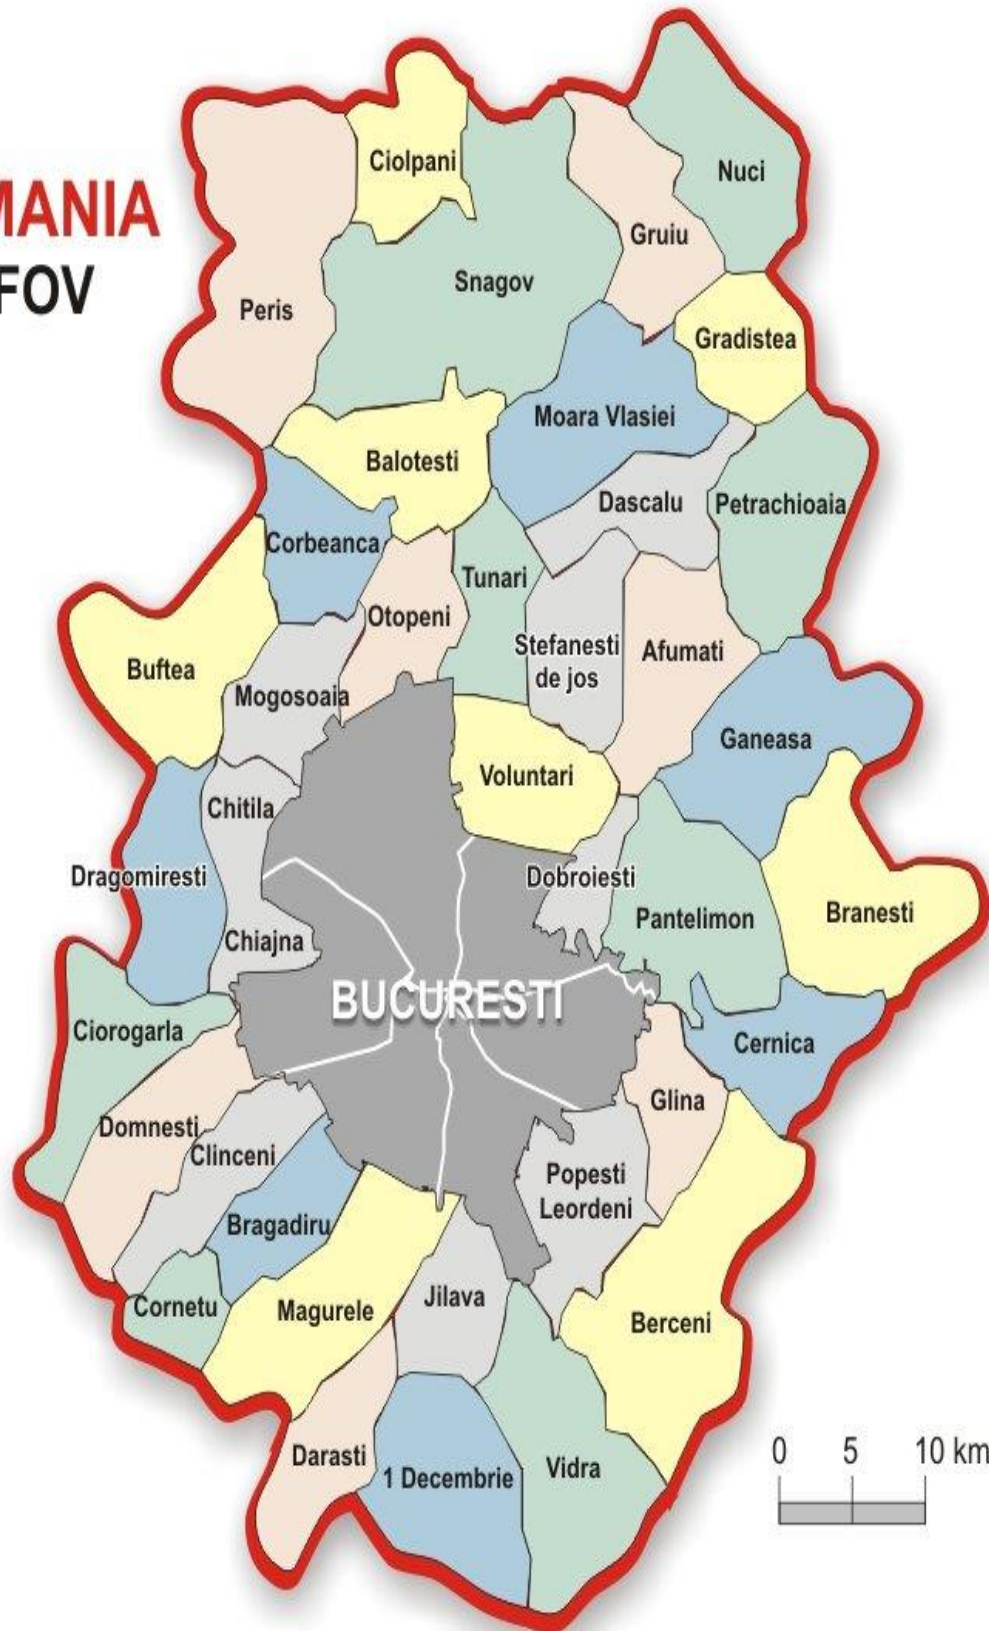 MANIA
FOV
Ciolpani
Nuci
Gruiu
Snagov
Peris
Gradistea
Moara Vlasiei
Balotesti
Dascalu
Petrachioaia
Corbeanca
Tunari
Otopeni
Stefanesti
de jos
Afumati
Buftea
Mogosoaia
Ganeasa
Voluntari
Chitila
Dragomiresti
Dobroiesti
Pantelimon
Branesti
Chiajna
BUCURESTI
Ciorogarla
Cernica
Glina
Domnesti
Clinceni
Popesti
Leordeni
Bragadiru
Jilava
Cornetu
Magurele
Berceni
Darasti
1 Decembrie
Vidra
0 5 10 km